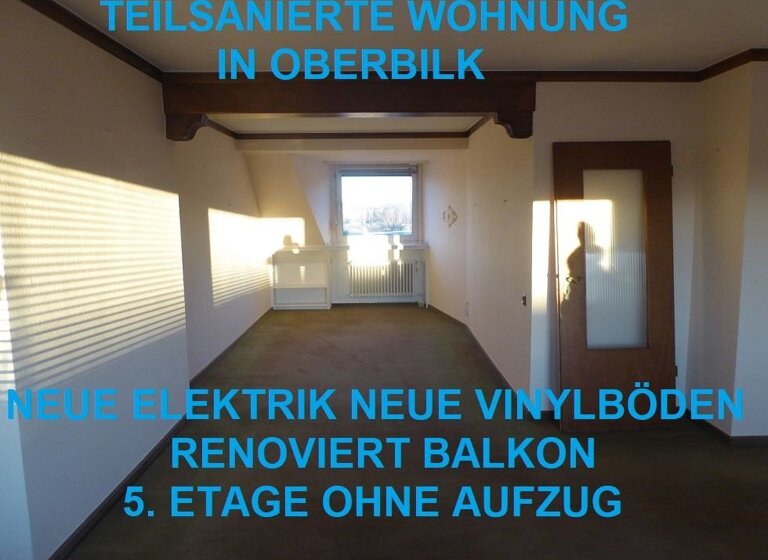 TEILSANIERTE WOHNUNG
IN OBERBILK
NEUE ELEKTRIK NEUE VINYLBÖDEN
RENOVIERT BALKON
5. ETAGE OHNE AUFZUG